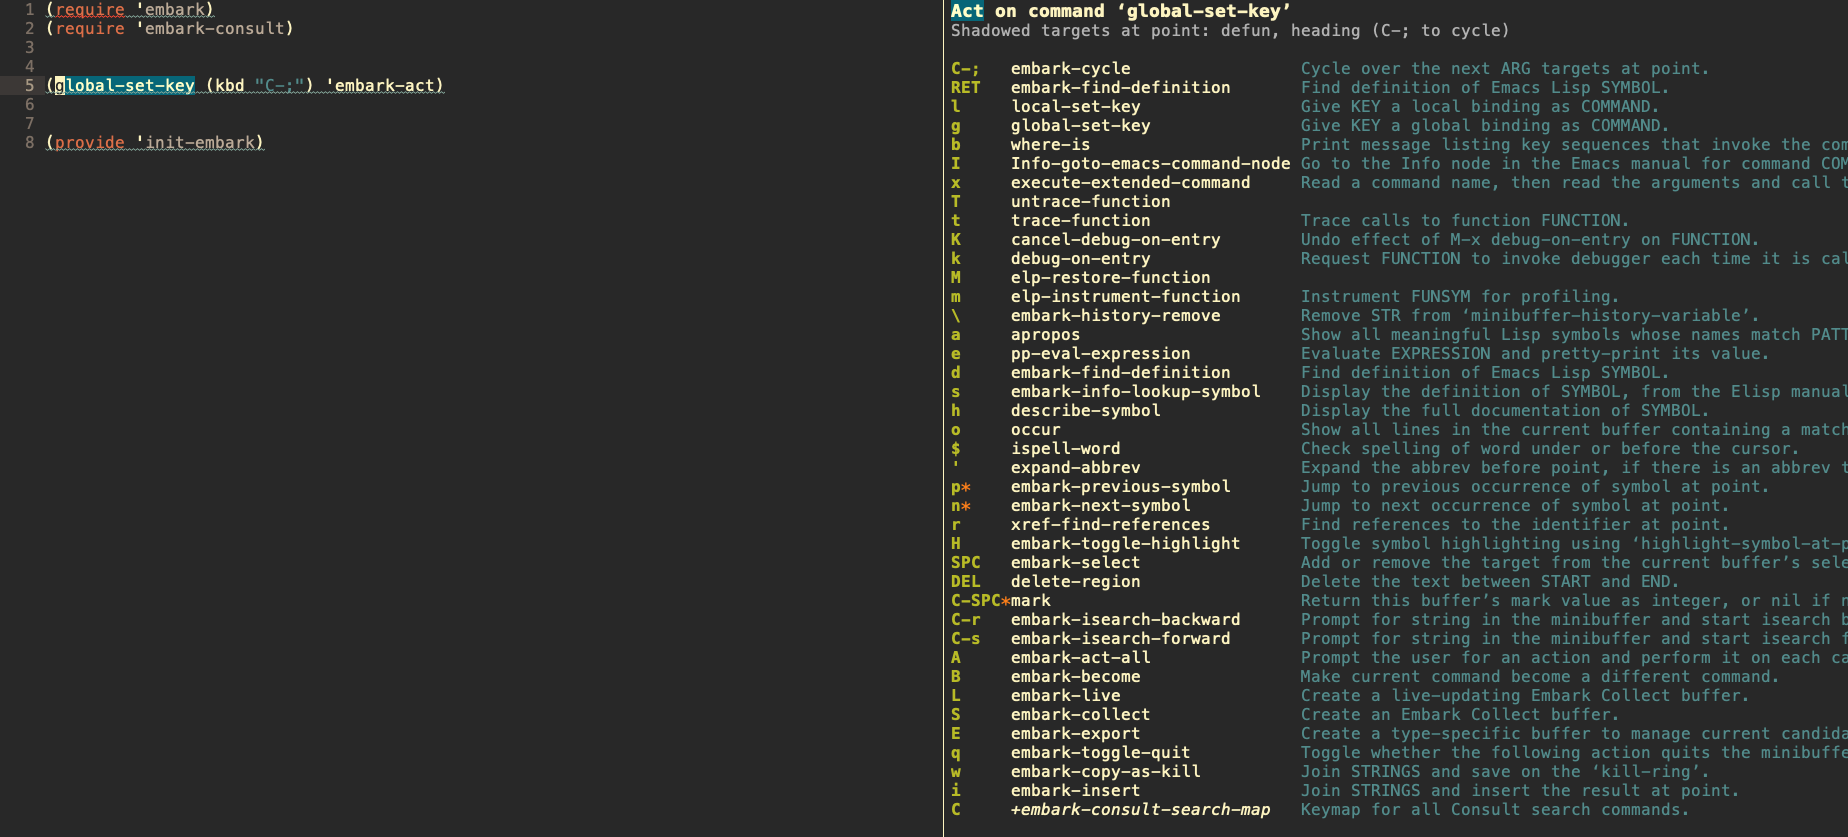 1 (require 'embark)
2 (require 'embark-consult)
3
4
5 (global-set-key (kbd "C-;") 'embark-act)
6
7
8 (provide 'init-embark)
Act on command ‘global-set-key’
Shadowed targets at point: defun, heading (C-; to cycle)
C-; embark-cycle Cycle over the next ARG targets at point.
RET embark-find-definition Find definition of Emacs Lisp SYMBOL.
l local-set-key Give KEY a local binding as COMMAND.
g global-set-key Give KEY a global binding as COMMAND.
b where-is Print message listing key sequences that invoke the com
I Info-goto-emacs-command-node Go to the Info node in the Emacs manual for command COM
x execute-extended-command Read a command name, then read the arguments and call t
T untrace-function
t trace-function Trace calls to function FUNCTION.
K cancel-debug-on-entry Undo effect of M-x debug-on-entry on FUNCTION.
k debug-on-entry Request FUNCTION to invoke debugger each time it is cal
M elp-restore-function
m elp-instrument-function Instrument FUNSYM for profiling.
\ embark-history-remove Remove STR from ‘minibuffer-history-variable’.
a apropos Show all meaningful Lisp symbols whose names match PATT
e pp-eval-expression Evaluate EXPRESSION and pretty-print its value.
d embark-find-definition Find definition of Emacs Lisp SYMBOL.
s embark-info-lookup-symbol Display the definition of SYMBOL, from the Elisp manual
h describe-symbol Display the full documentation of SYMBOL.
o occur Show all lines in the current buffer containing a match
$ ispell-word Check spelling of word under or before the cursor.
' expand-abbrev Expand the abbrev before point, if there is an abbrev t
p* embark-previous-symbol Jump to previous occurrence of symbol at point.
n* embark-next-symbol Jump to next occurrence of symbol at point.
r xref-find-references Find references to the identifier at point.
H embark-toggle-highlight Toggle symbol highlighting using ‘highlight-symbol-at-p
SPC embark-select Add or remove the target from the current buffer’s sele
DEL delete-region Delete the text between START and END.
C-SPC*mark Return this buffer’s mark value as integer, or nil if n
C-r embark-isearch-backward Prompt for string in the minibuffer and start isearch b
C-s embark-isearch-forward Prompt for string in the minibuffer and start isearch f
A embark-act-all Prompt the user for an action and perform it on each ca
B embark-become Make current command become a different command.
L embark-live Create a live-updating Embark Collect buffer.
S embark-collect Create an Embark Collect buffer.
E embark-export Create a type-specific buffer to manage current candida
q embark-toggle-quit Toggle whether the following action quits the minibuffe
w embark-copy-as-kill Join STRINGS and save on the ‘kill-ring’.
i embark-insert Join STRINGS and insert the result at point.
C +embark-consult-search-map Keymap for all Consult search commands.